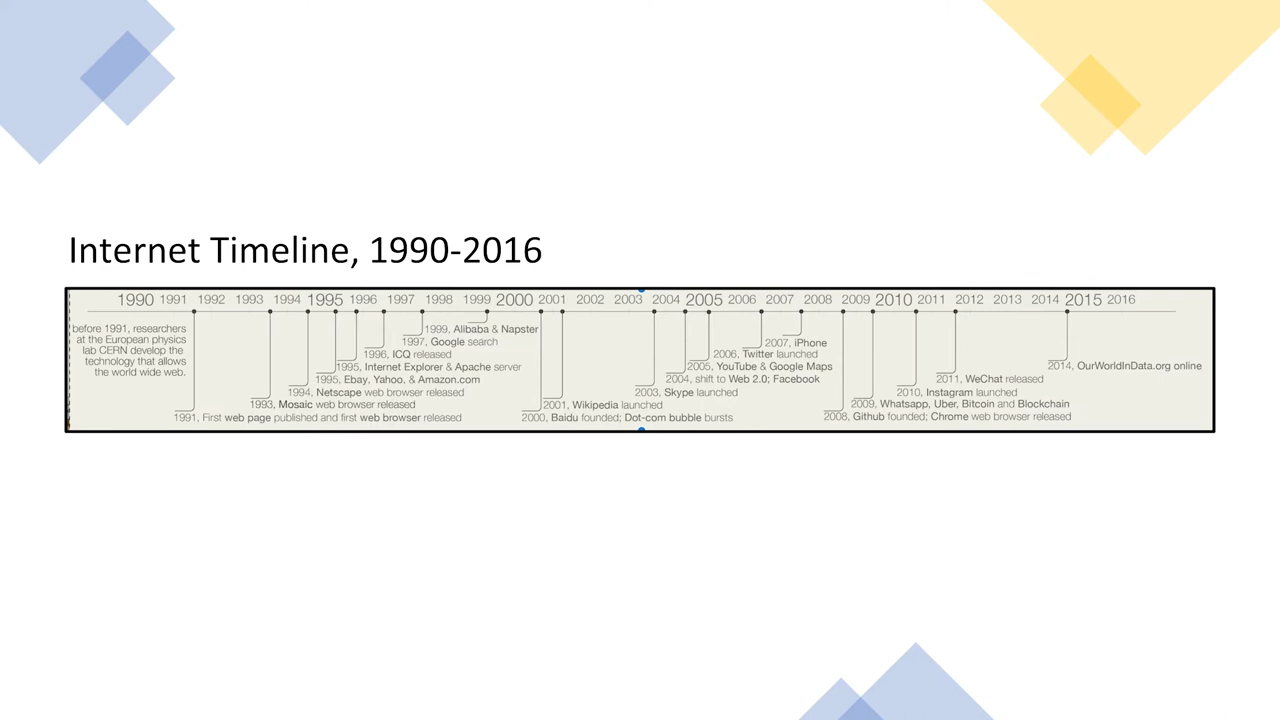 Internet Timeline, 1990-2016
1990 1991 1992 1993 1994 1995 1996 1997 1998 1999 2000 2001 2002 2003 2004 2005 2006 2007 2008 2009 2010 2011 2012 2013 2014 2015 2016
before 1991, researchers
at the European physics
lab CERN develop the
technology that allows
the world wide web.
1999, Alibaba & Napster
1997, Google search
1996, ICQ released
1995, Internet Explorer & Apache server
1995, Ebay, Yahoo, & Amazon.com
1994, Netscape web browser released
1993, Mosaic web browser released
1991, First web page published and first web browser released
2007, iPhone
2006, Twitter launched
2005, YouTube & Google Maps
2004, shift to Web 2.0; Facebook
2003, Skype launched
2001, Wikipedia launched
2000, Baidu founded; Dot-com bubble bursts
2014, OurWorldInData.org online
2011, WeChat released
2010, Instagram launched
2009, Whatsapp, Uber, Bitcoin and Blockchain
2008, Github founded; Chrome web browser released